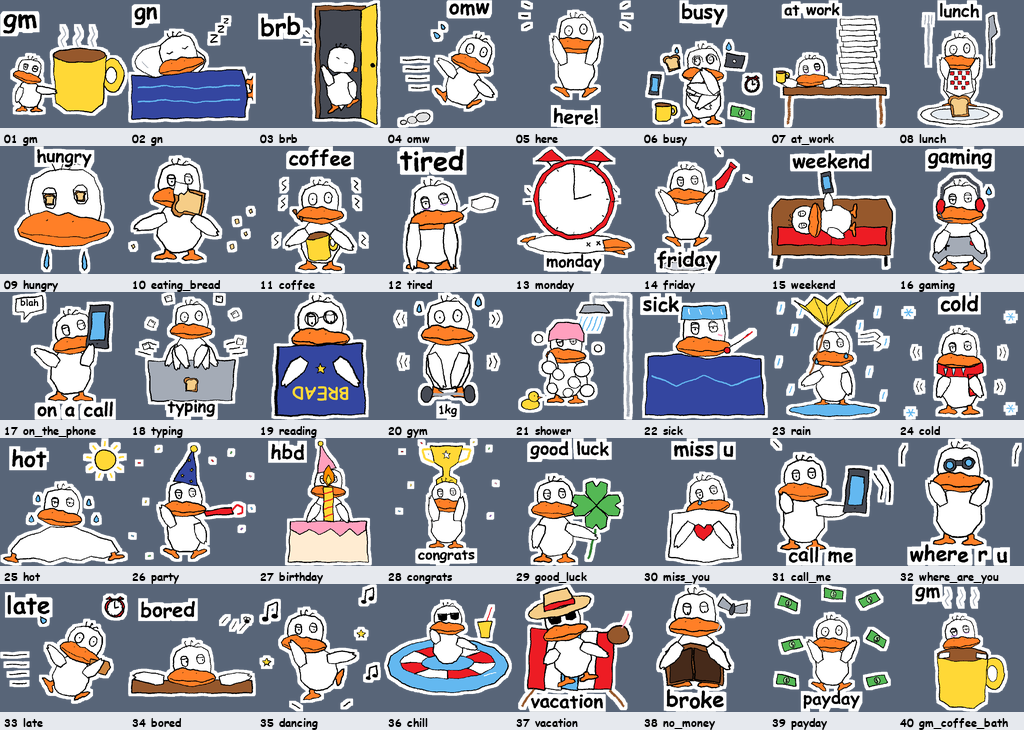 gm
gn
z z z
brb
omw
here!
busy
at work
lunch
01 gm
02 gn
03 brb
04 omw
05 here
06 busy
07 at_work
08 lunch
hungry
coffee
tired
monday
friday
weekend
gaming
09 hungry
10 eating_bread
11 coffee
12 tired
13 monday
14 friday
15 weekend
16 gaming
blah
on a call
typing
BREAD
1kg
sick
cold
17 on_the_phone
18 typing
19 reading
20 gym
21 shower
22 sick
23 rain
24 cold
hot
hbd
congrats
good luck
miss u
call me
where r u
25 hot
26 party
27 birthday
28 congrats
29 good_luck
30 miss_you
31 call_me
32 where_are_you
late
bored
vacation
broke
payday
gm
33 late
34 bored
35 dancing
36 chill
37 vacation
38 no_money
39 payday
40 gm_coffee_bath